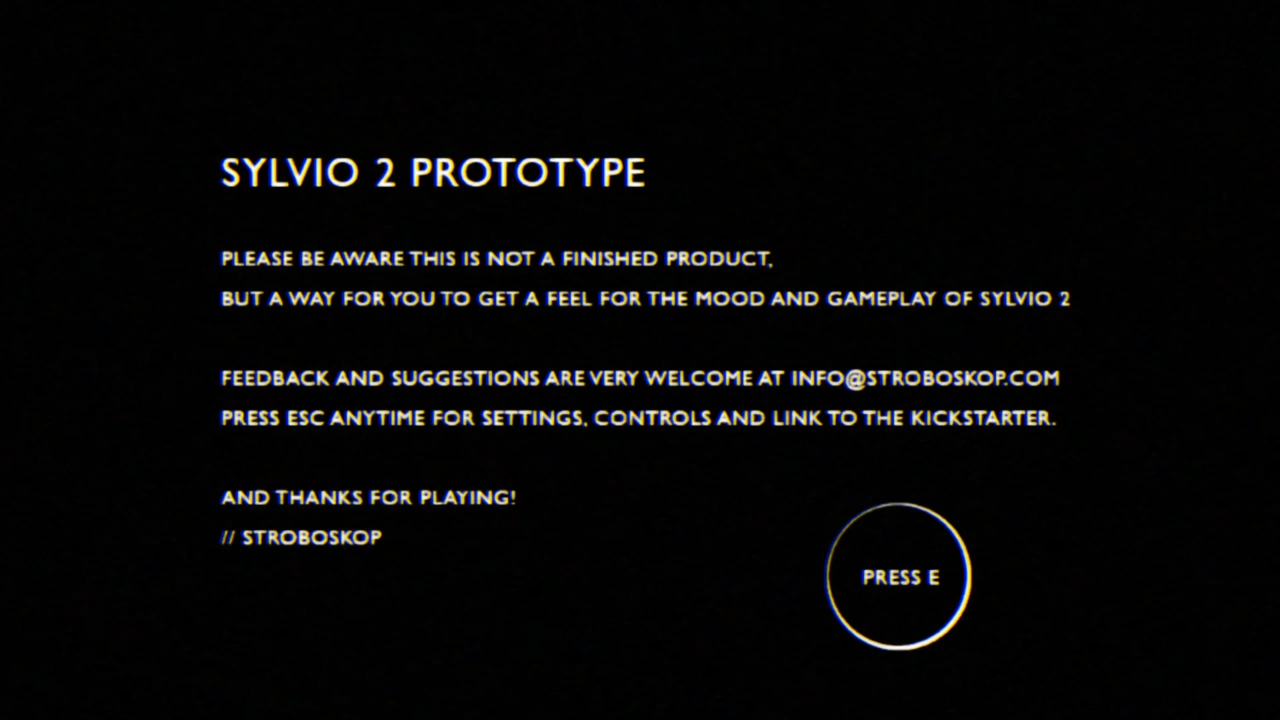 SYLVIO 2 PROTOTYPE
PLEASE BE AWARE THIS IS NOT A FINISHED PRODUCT,
BUT A WAY FOR YOU TO GET A FEEL FOR THE MOOD AND GAMEPLAY OF SYLVIO 2
FEEDBACK AND SUGGESTIONS ARE VERY WELCOME AT INFO@STROBOSKOP.COM
PRESS ESC ANYTIME FOR SETTINGS, CONTROLS AND LINK TO THE KICKSTARTER.
AND THANKS FOR PLAYING!
// STROBOSKOP
PRESS E